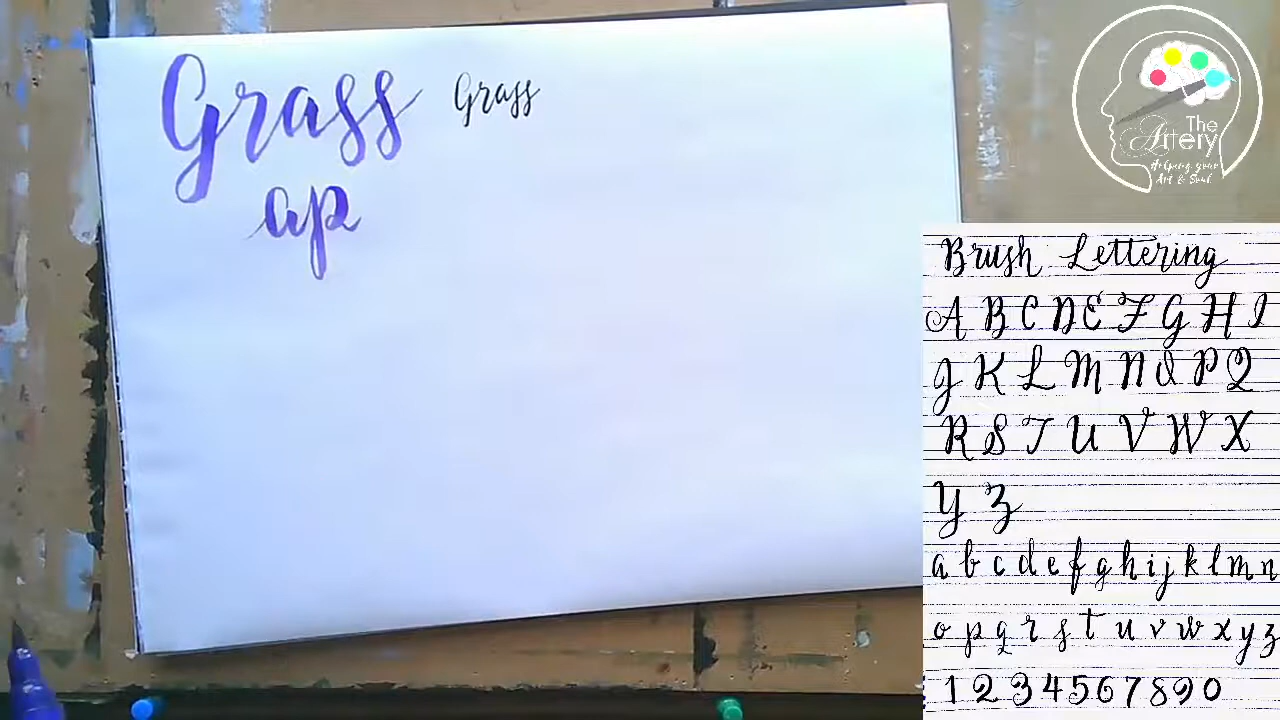 Grass Grass
ap
The
Artery
Helping your
Art & Soul
Brush Lettering
A B C D E F G H I
J K L M N O P Q
R S T U V W X
Y Z
a b c d e f g h i j k l m n
o p q r s t u v w x y z
1 2 3 4 5 6 7 8 9 0